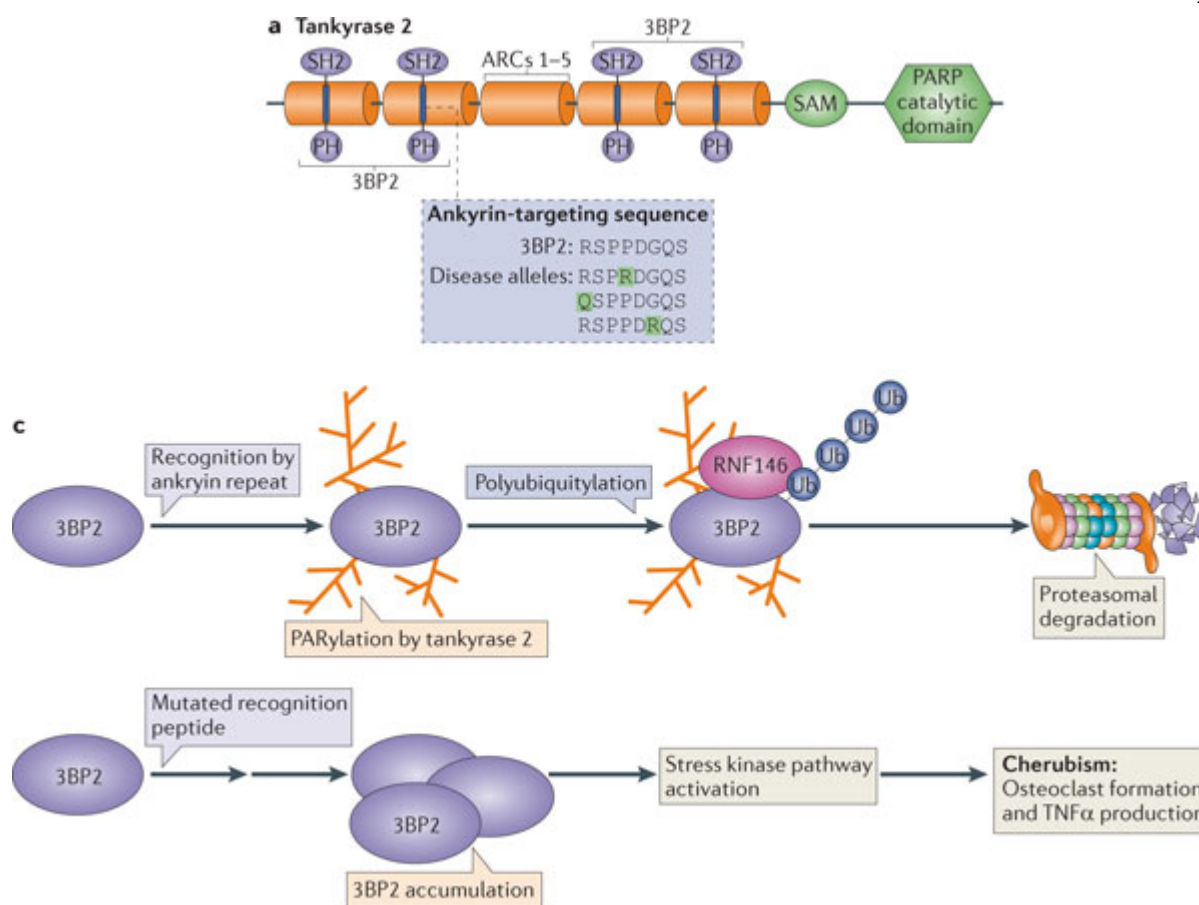 a Tankyrase 2
3BP2
ARCs 1–5
SH2 SH2 SH2 SH2
SAM
PARP
catalytic
domain
PH PH PH PH
3BP2
Ankyrin-targeting sequence
3BP2: RSPPDGQS
Disease alleles: RSPRDGQS
QSPPDGQS
RSPPDRQS
c
Recognition by
ankryin repeat
Polyubiquitylation
Ub
Ub
Ub
Ub
RNF146
3BP2
3BP2
3BP2
PARylation by tankyrase 2
Proteasomal
degradation
Mutated recognition
peptide
3BP2
3BP2
3BP2 accumulation
Stress kinase pathway
activation
Cherubism:
Osteoclast formation
and TNFα production